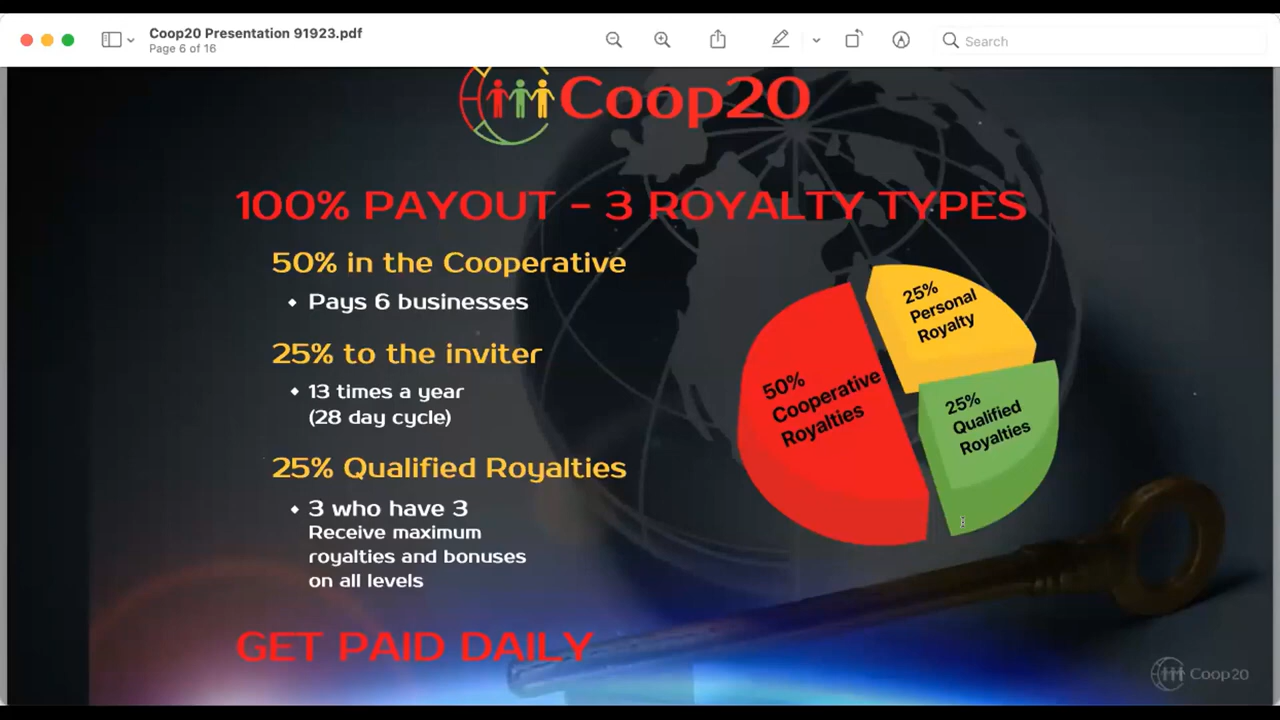 Coop20 Presentation 91923.pdf
Page 6 of 16
Search
Coop20
100% PAYOUT - 3 ROYALTY TYPES
50% in the Cooperative
• Pays 6 businesses
25% to the inviter
• 13 times a year
(28 day cycle)
25% Qualified Royalties
• 3 who have 3
Receive maximum
royalties and bonuses
on all levels
GET PAID DAILY
25%
Personal
Royalty
50%
Cooperative
Royalties
25%
Qualified
Royalties
Coop20